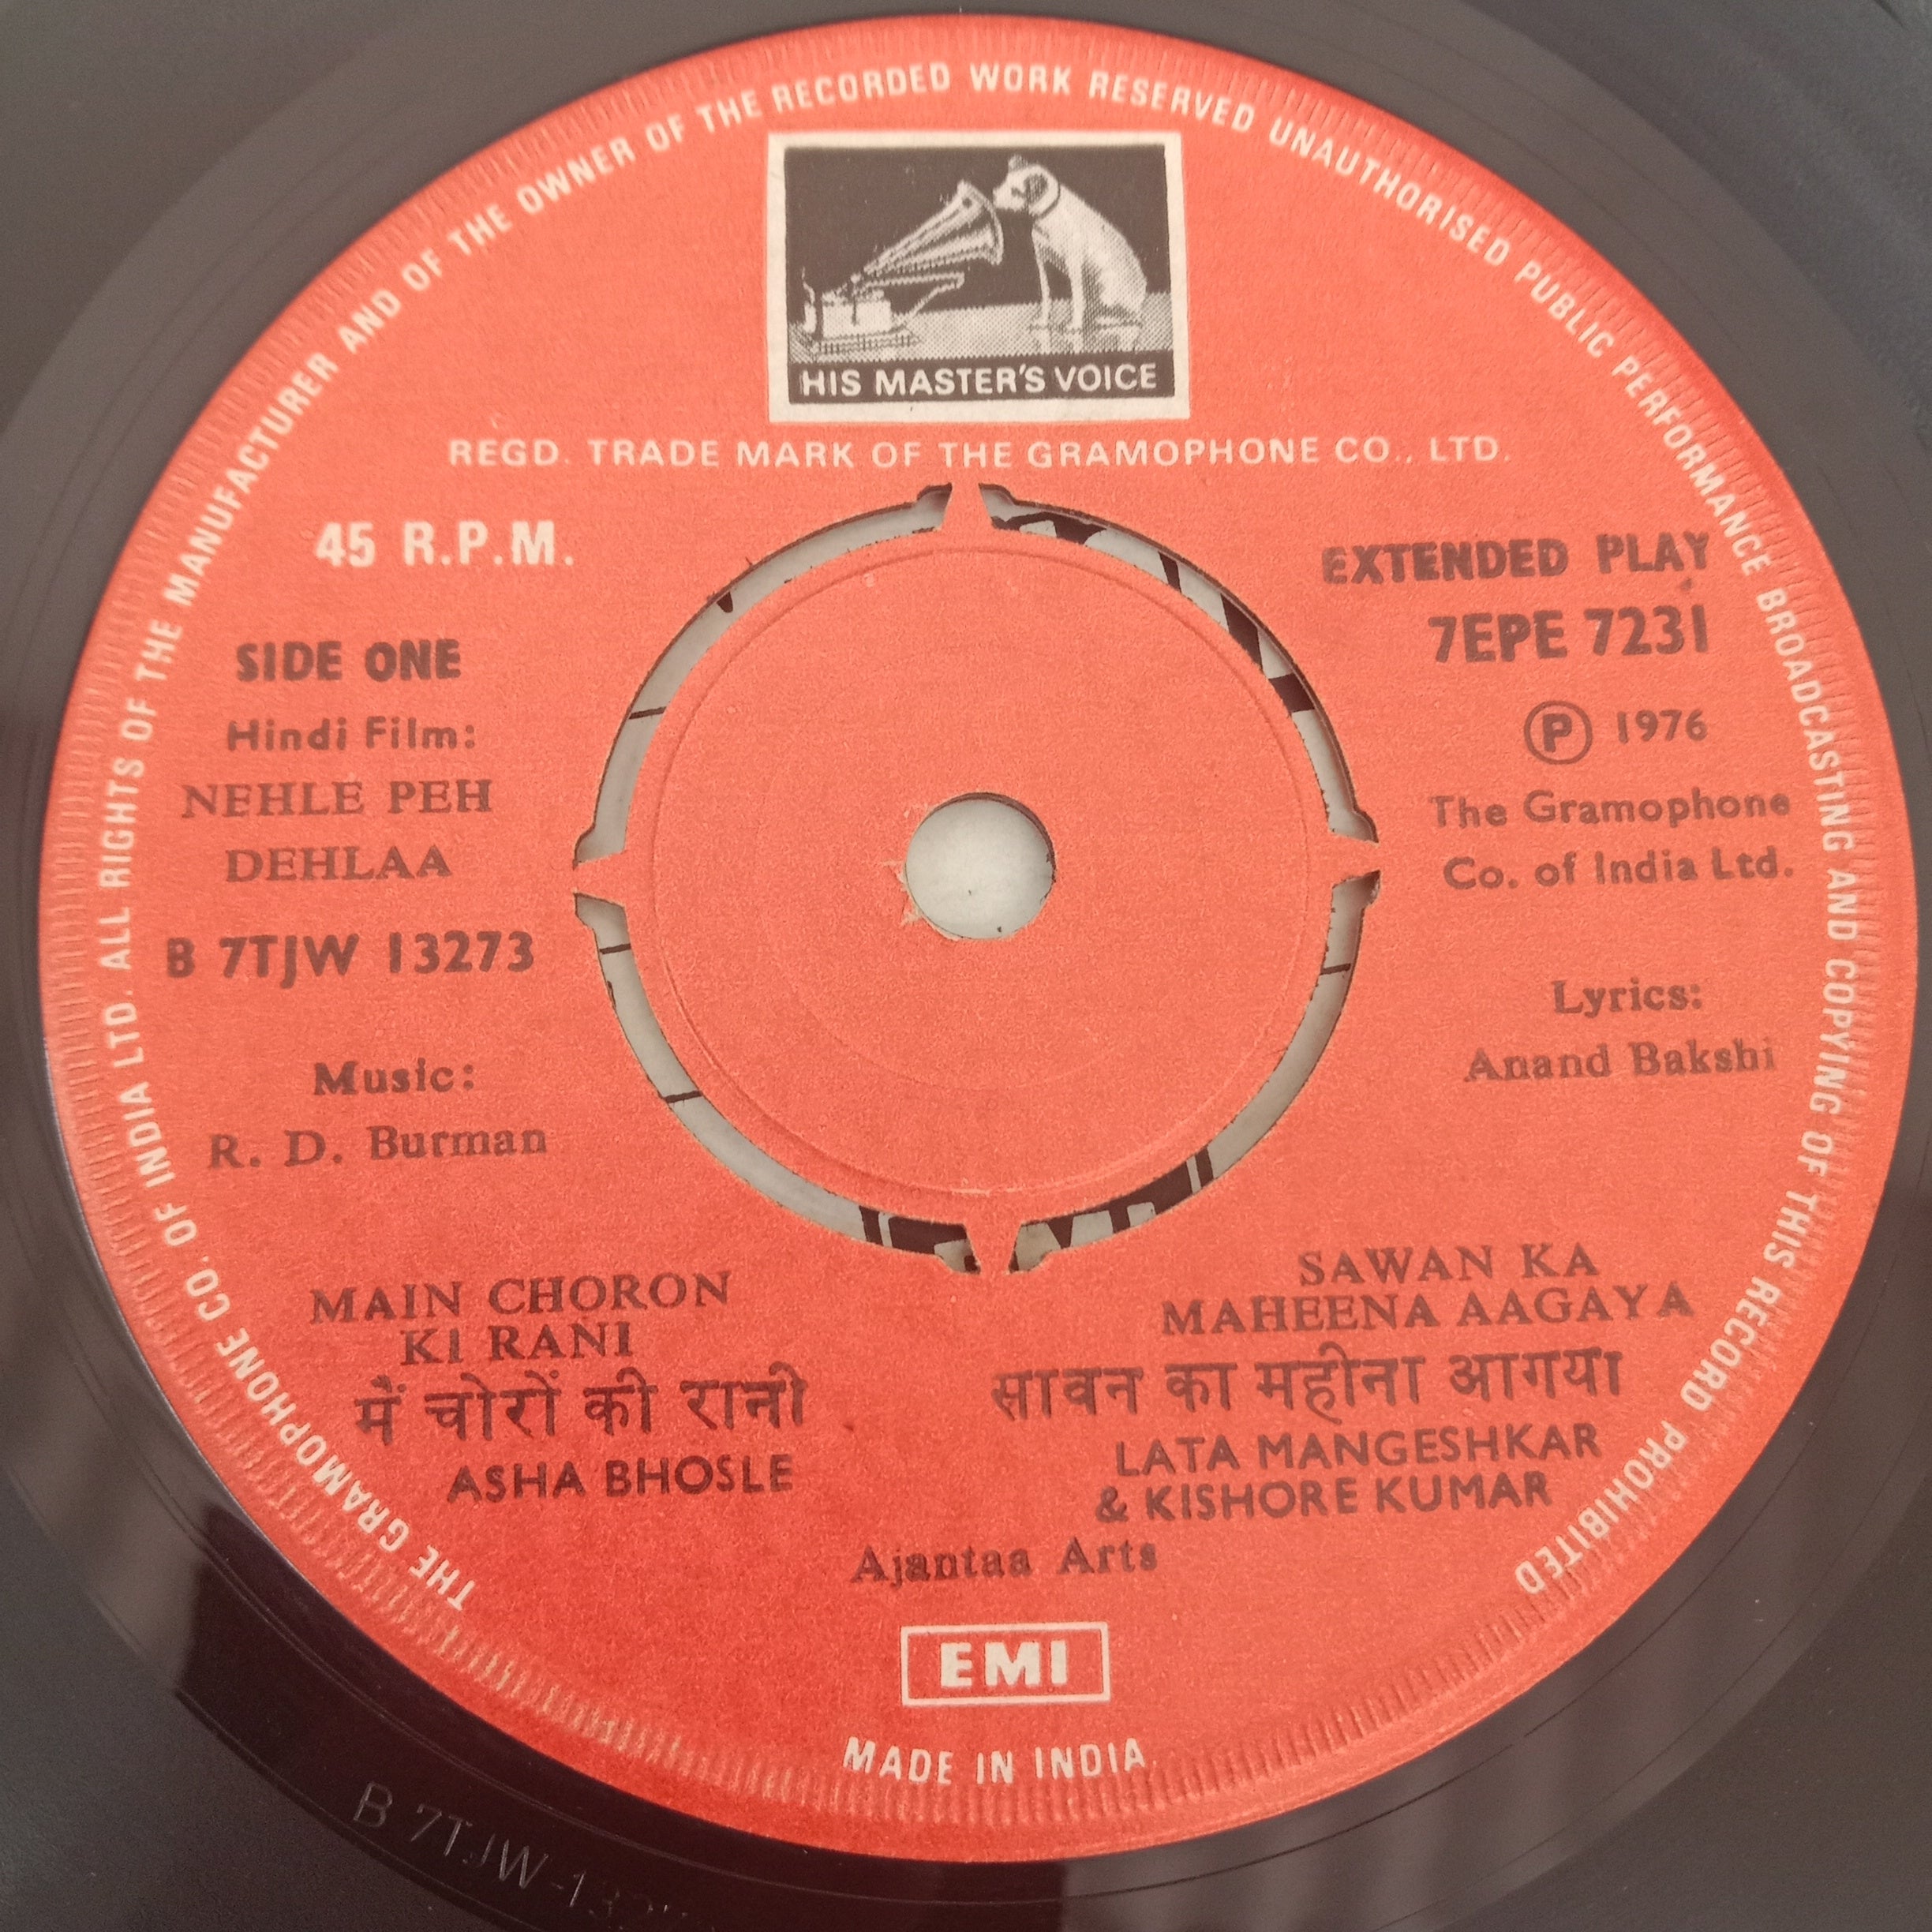 THE GRAMOPHONE CO. OF INDIA LTD. ALL RIGHTS OF THE MANUFACTURER AND OF THE OWNER OF THE RECORDED WORK RESERVED UNAUTHORISED PUBLIC PERFORMANCE BROADCASTING AND COPYING OF THIS RECORD PROHIBITED
HIS MASTER'S VOICE
REGD. TRADE MARK OF THE GRAMOPHONE CO., LTD.
45 R.P.M.
SIDE ONE
Hindi Film:
NEHLE PEH
DEHLAA
B 7TJW 13273
Music:
R. D. Burman
EXTENDED PLAY
7EPE 7231
Ⓟ 1976
The Gramophone
Co. of India Ltd.
Lyrics:
Anand Bakshi
MAIN CHORON
KI RANI
मैं चोरों की रानी
ASHA BHOSLE
SAWAN KA
MAHEENA AAGAYA
सावन का महीना आगया
LATA MANGESHKAR
& KISHORE KUMAR
Ajantaa Arts
EMI
MADE IN INDIA
B 7TJW-